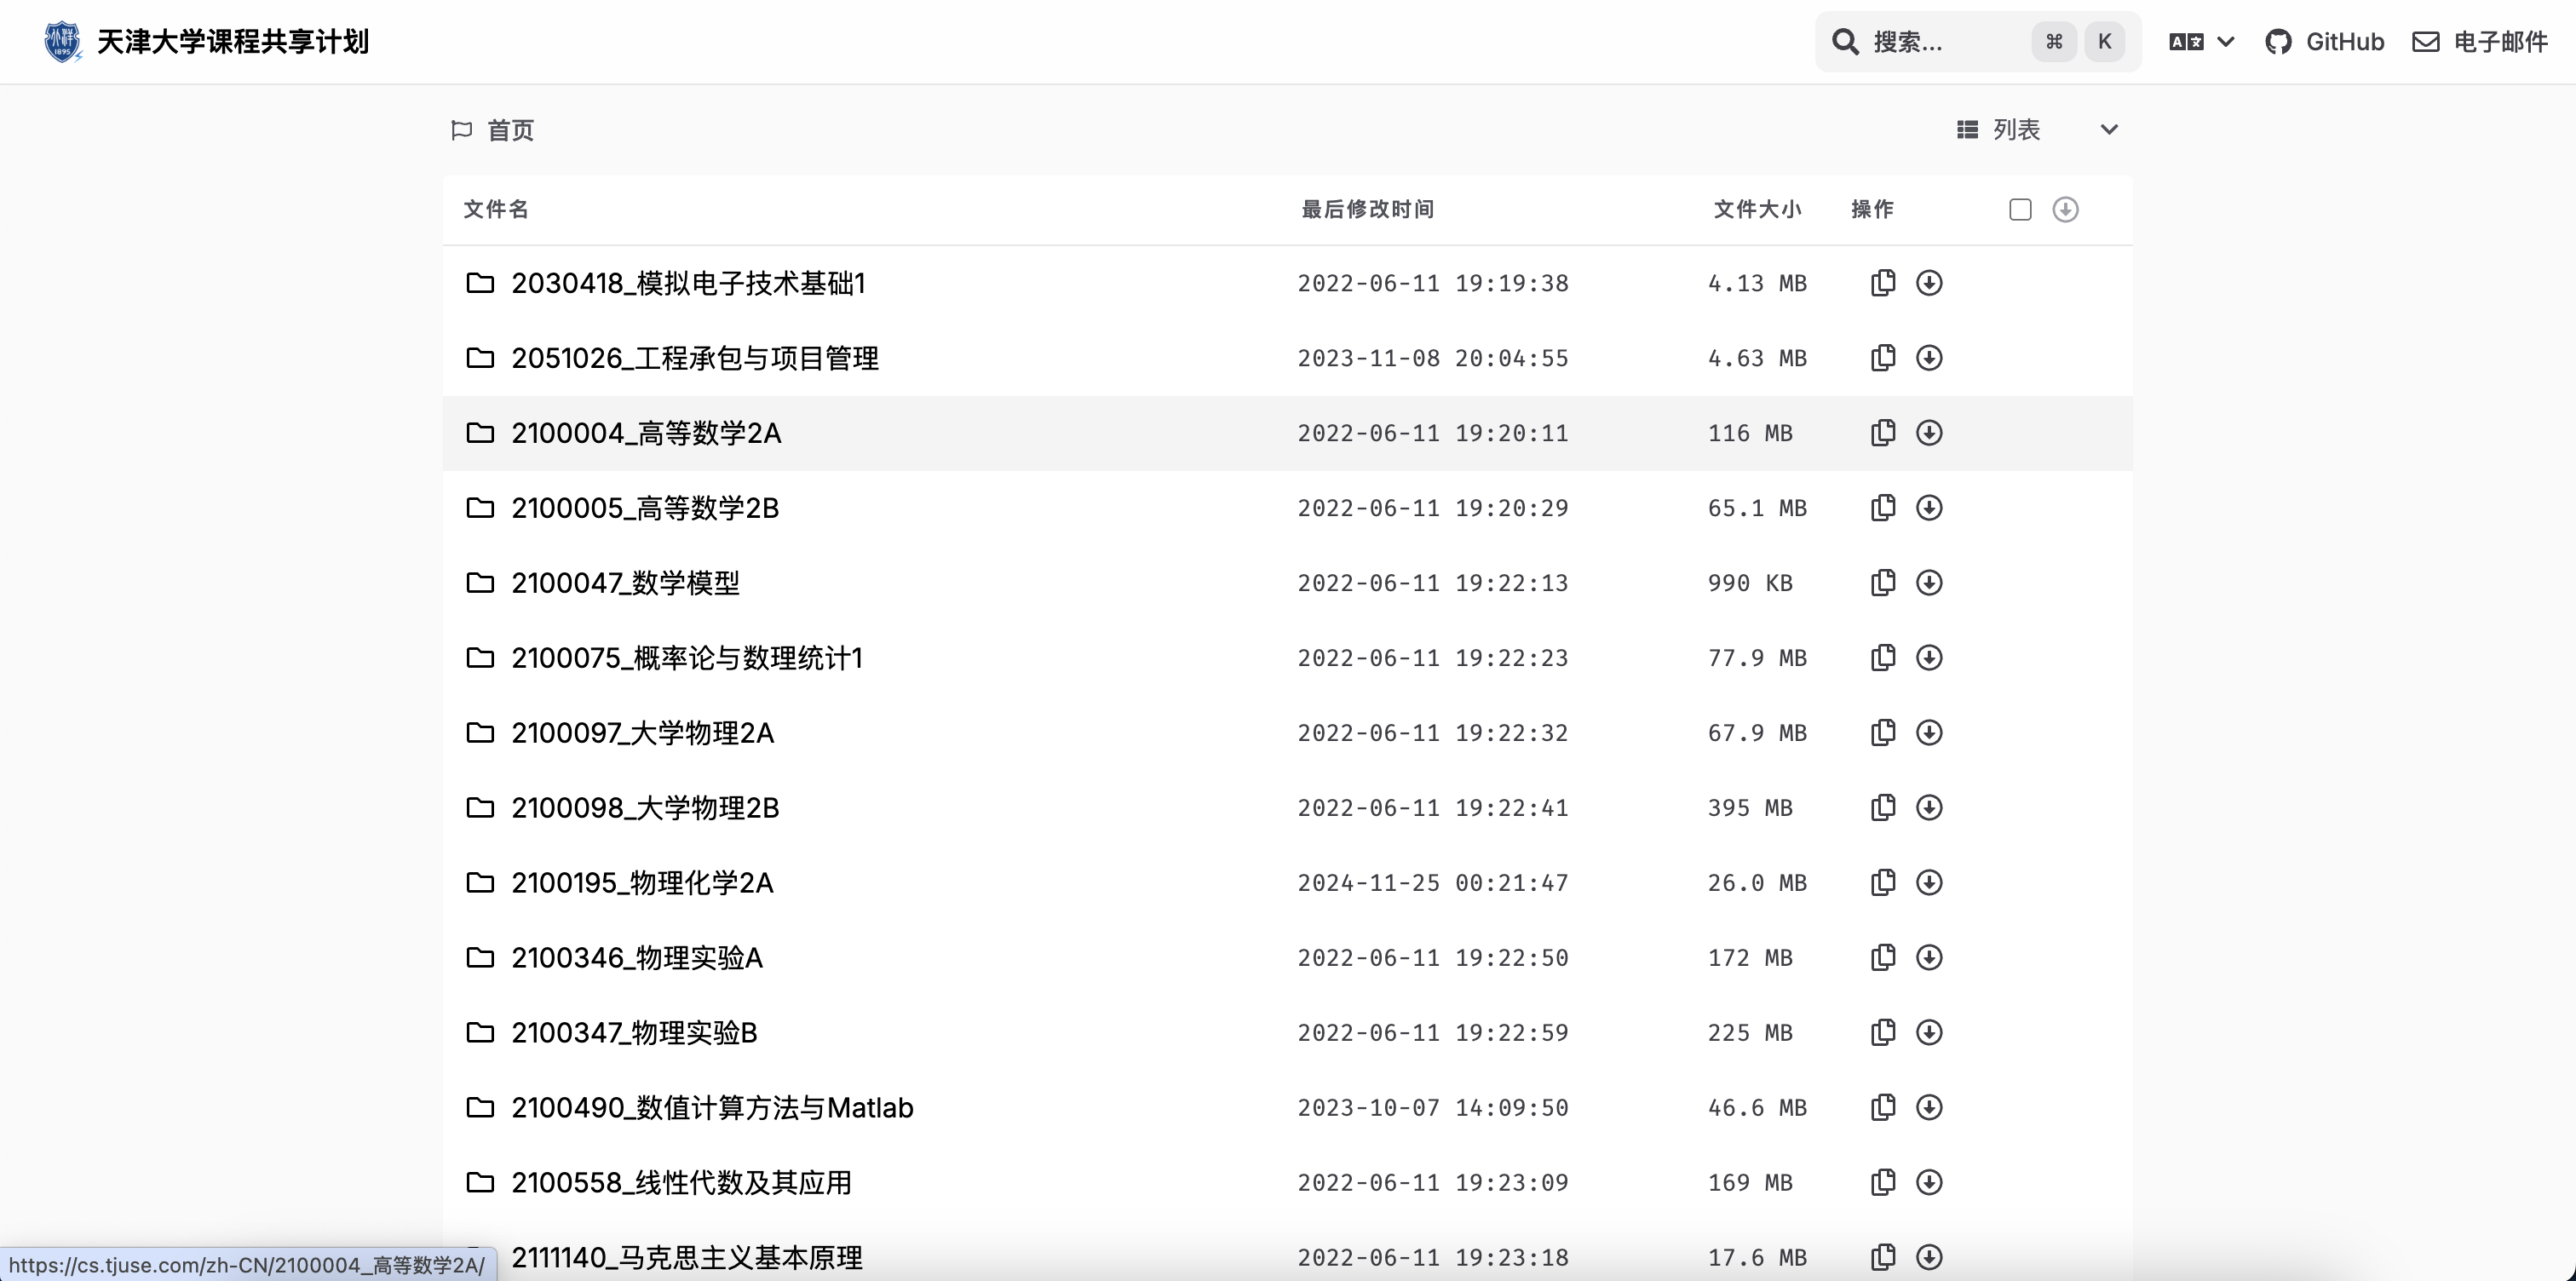 天津大学课程共享计划 搜索... ⌘ K GitHub 电子邮件
首页 列表
文件名 最后修改时间 文件大小 操作
2030418_模拟电子技术基础1 2022-06-11 19:19:38 4.13 MB
2051026_工程承包与项目管理 2023-11-08 20:04:55 4.63 MB
2100004_高等数学2A 2022-06-11 19:20:11 116 MB
2100005_高等数学2B 2022-06-11 19:20:29 65.1 MB
2100047_数学模型 2022-06-11 19:22:13 990 KB
2100075_概率论与数理统计1 2022-06-11 19:22:23 77.9 MB
2100097_大学物理2A 2022-06-11 19:22:32 67.9 MB
2100098_大学物理2B 2022-06-11 19:22:41 395 MB
2100195_物理化学2A 2024-11-25 00:21:47 26.0 MB
2100346_物理实验A 2022-06-11 19:22:50 172 MB
2100347_物理实验B 2022-06-11 19:22:59 225 MB
2100490_数值计算方法与Matlab 2023-10-07 14:09:50 46.6 MB
2100558_线性代数及其应用 2022-06-11 19:23:09 169 MB
2111140_马克思主义基本原理 2022-06-11 19:23:18 17.6 MB
https://cs.tjuse.com/zh-CN/2100004_高等数学2A/